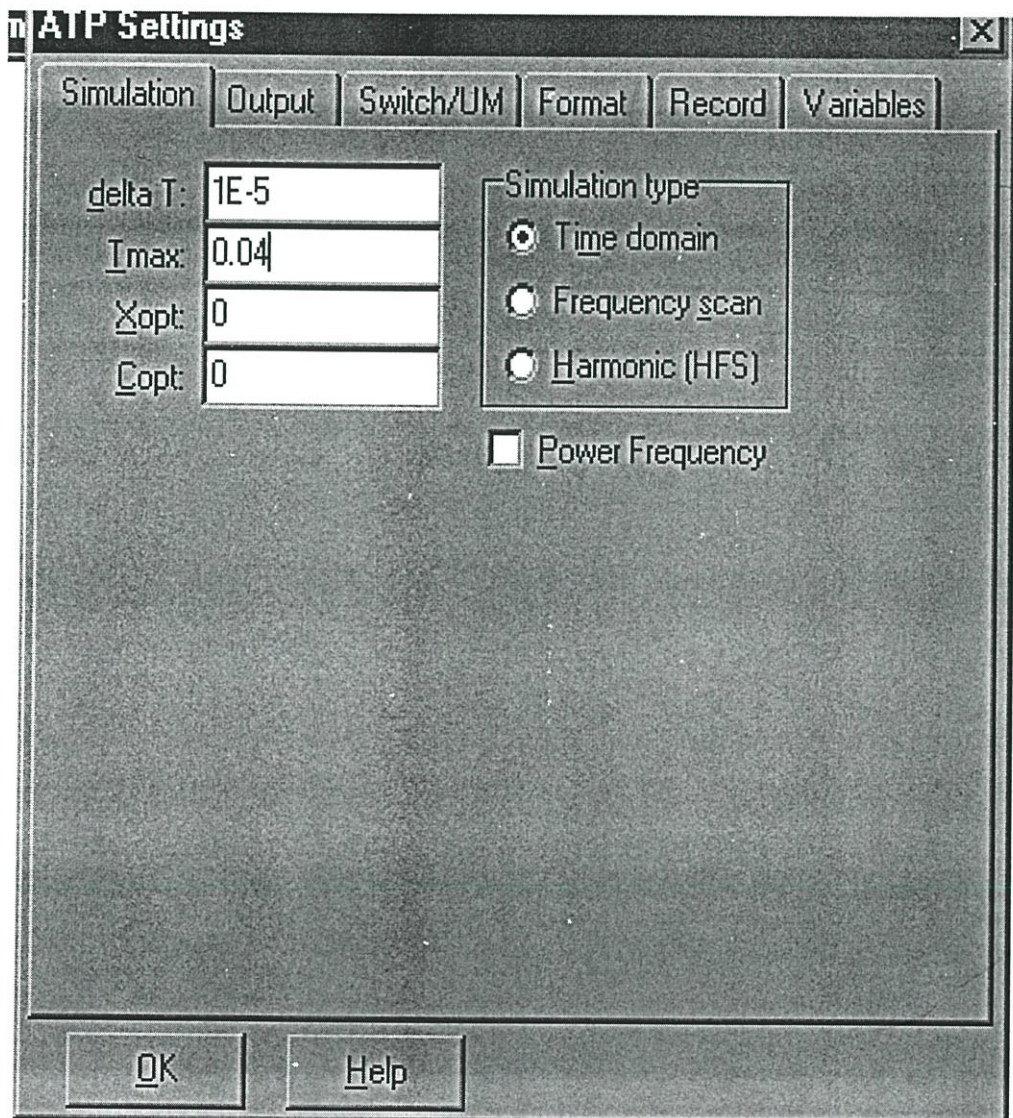 ATP Settings
Simulation Output Switch/UM Format Record Variables
delta T: 1E-5
Tmax: 0.04
Xopt: 0
Copt: 0
Simulation type
Time domain
Frequency scan
Harmonic (HFS)
Power Frequency
OK Help